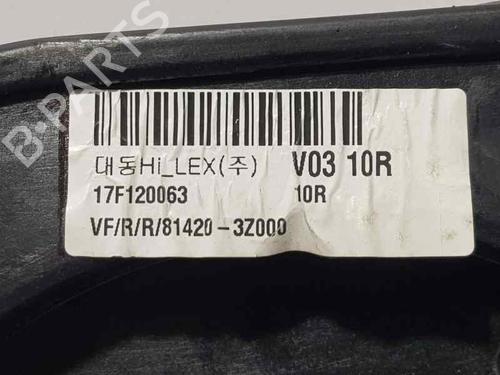 B-PARTS
대동Hi_LEX(주) V03 10R
17F120063 10R
VF/R/R/81420-3Z000